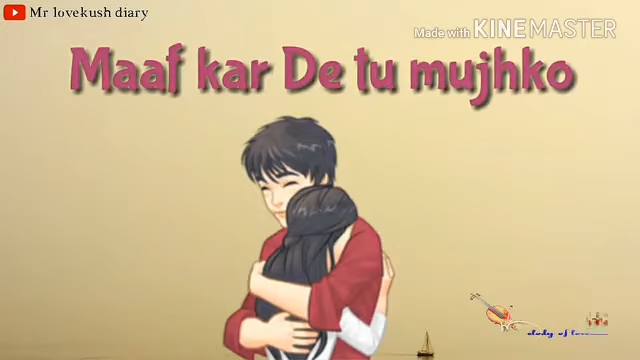 Mr lovekush diary
Made with KINEMASTER
Maaf kar De tu mujhko